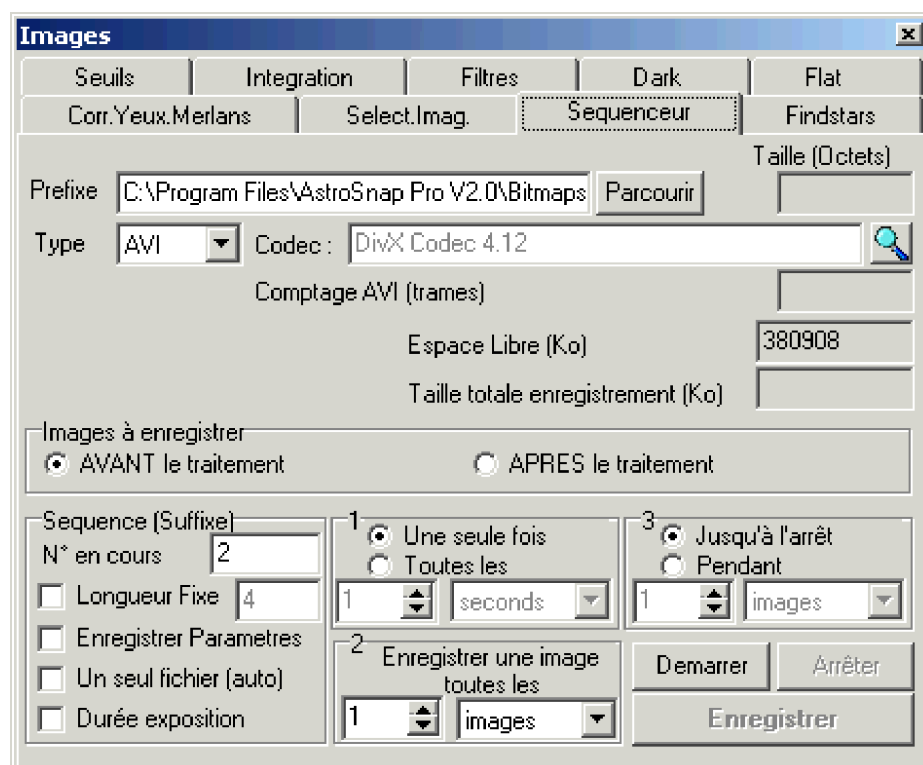 Images
Seuils Integration Filtres Dark Flat
Corr.Yeux.Merlans Select.Imag. Sequenceur Findstars
Taille (Octets)
Prefixe C:\Program Files\AstroSnap Pro V2.0\Bitmaps Parcourir
Type AVI Codec : DivX Codec 4.12
Comptage AVI (trames)
Espace Libre (Ko) 380908
Taille totale enregistrement (Ko)
Images à enregistrer
AVANT le traitement APRES le traitement
Sequence (Suffixe)
N° en cours 2
Longueur Fixe 4
Enregistrer Parametres
Un seul fichier (auto)
Durée exposition
1
Une seule fois
Toutes les
1 seconds
2
Enregistrer une image
toutes les
1 images
3
Jusqu'à l'arrêt
Pendant
1 images
Demarrer Arrêter
Enregistrer